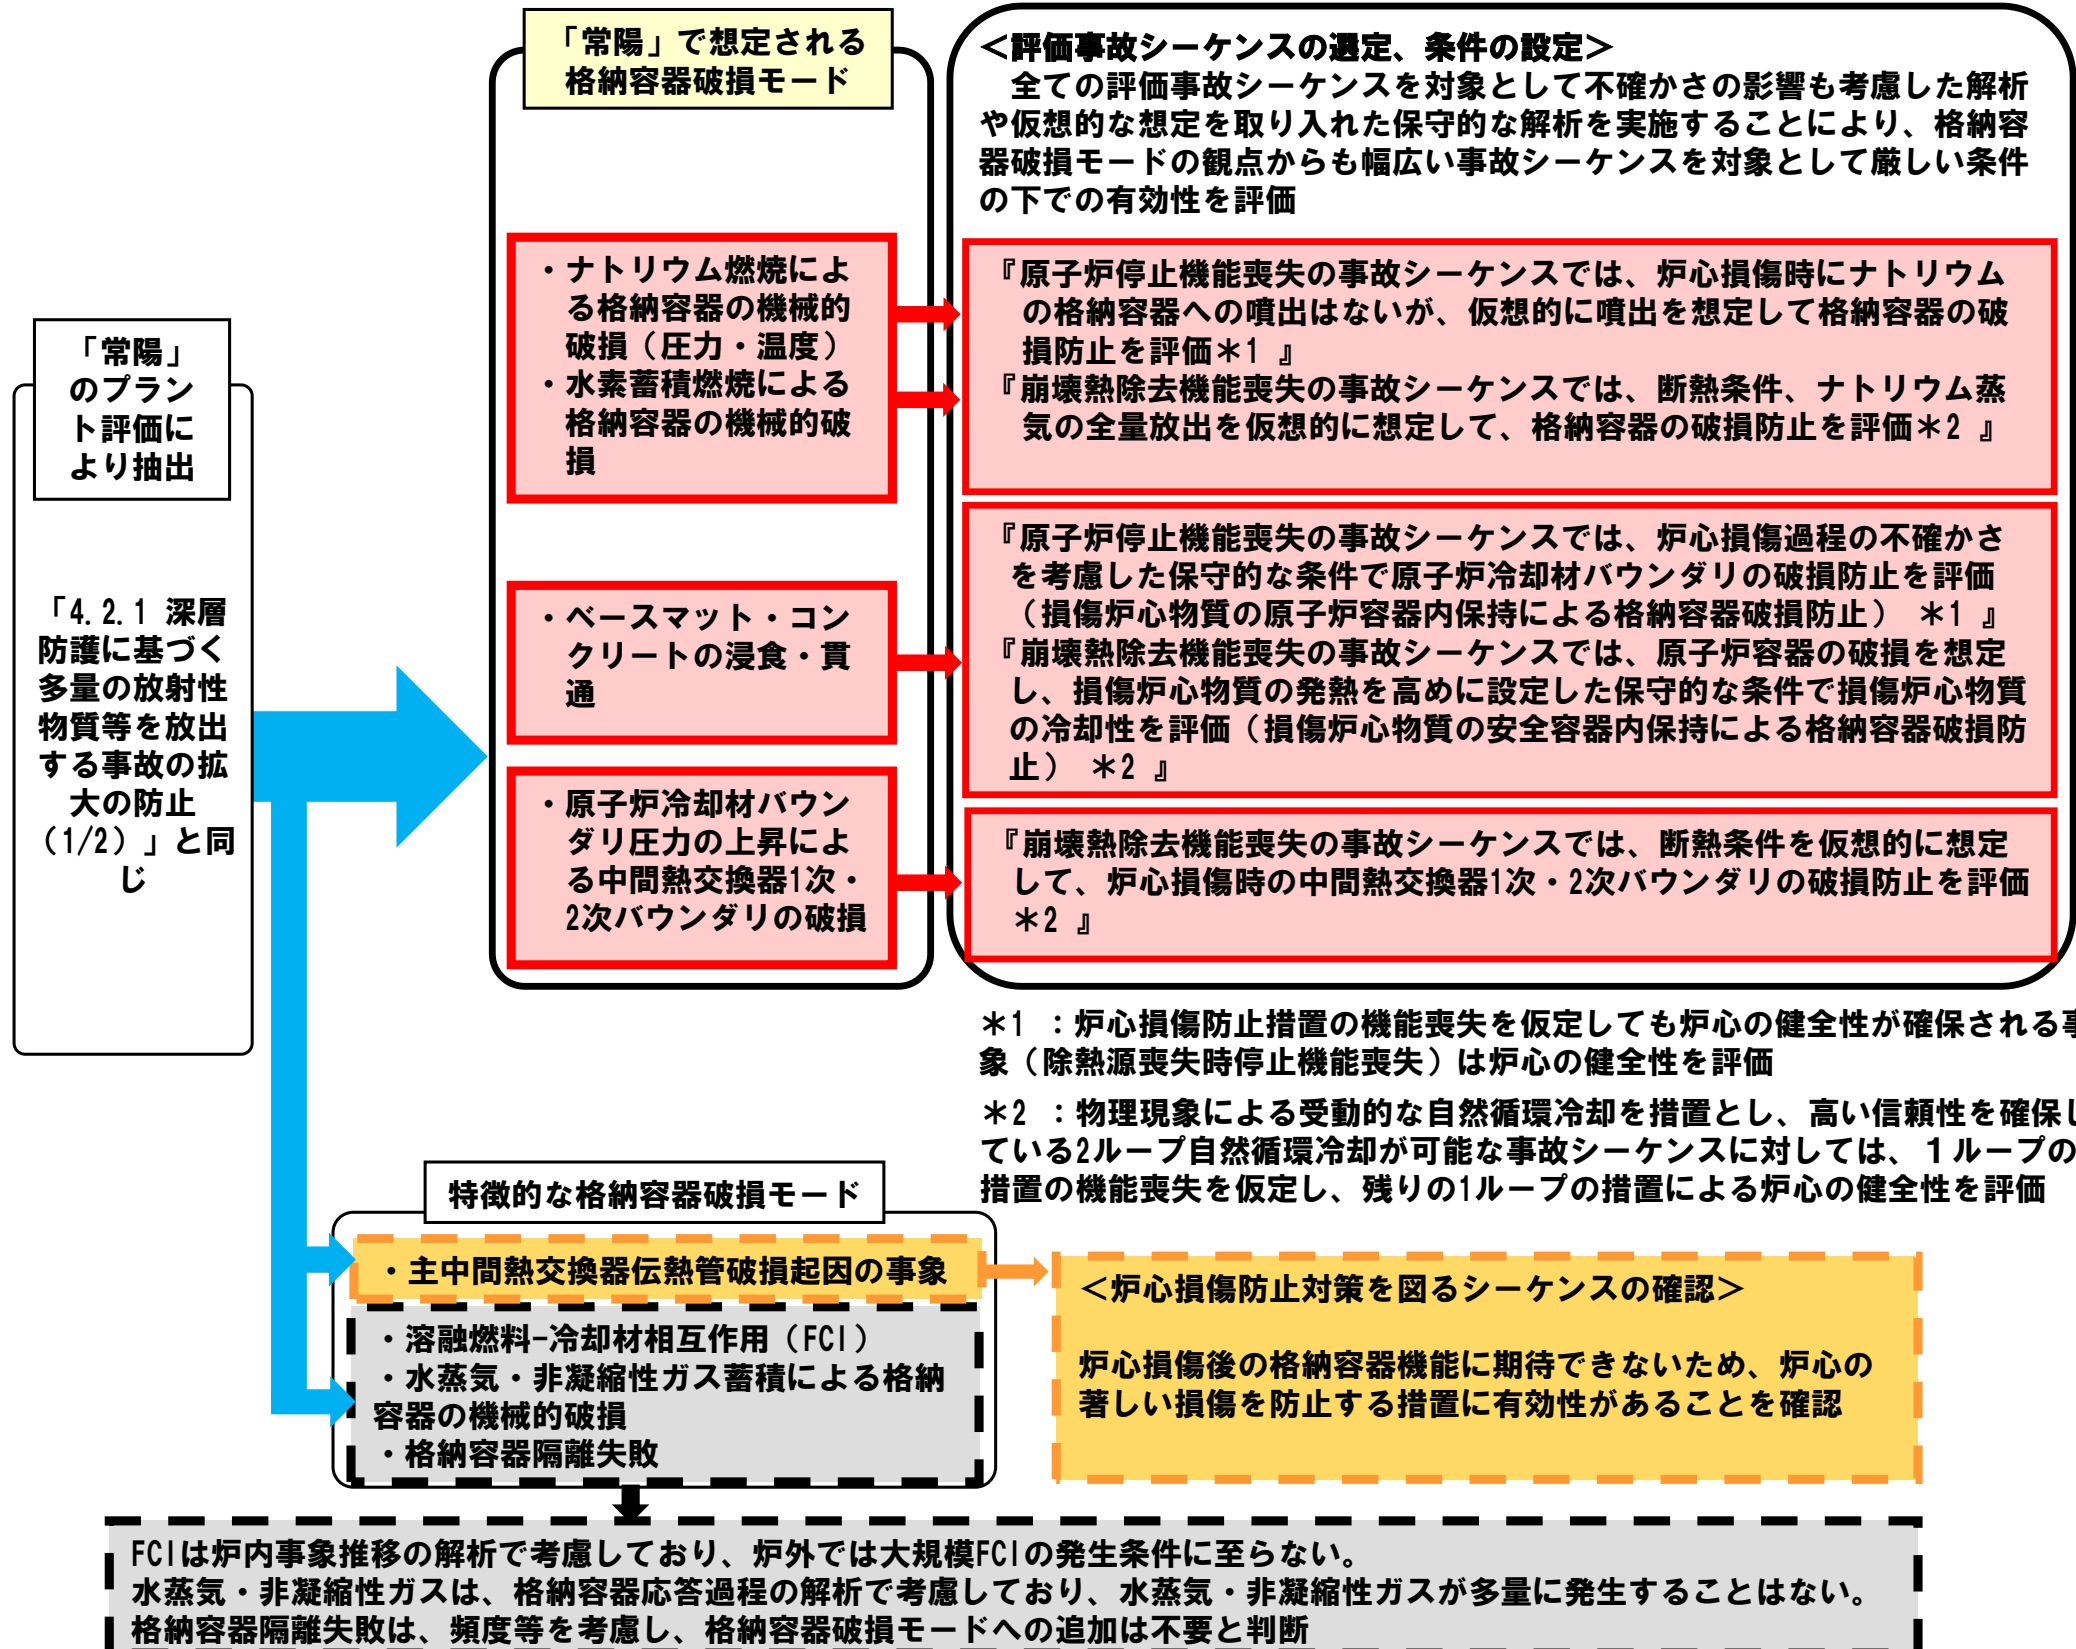 「常陽」
のプラン
ト評価に
より抽出
「4.2.1 深層
防護に基づく
多量の放射性
物質等を放出
する事故の拡
大の防止
（1/2）」と同
じ
「常陽」で想定される
格納容器破損モード
・ナトリウム燃焼によ
る格納容器の機械的
破損（圧力・温度）
・水素蓄積燃焼による
格納容器の機械的破
損
・ベースマット・コン
クリートの浸食・貫
通
・原子炉冷却材バウン
ダリ圧力の上昇によ
る中間熱交換器1次・
2次バウンダリの破損
＜評価事故シーケンスの選定、条件の設定＞
全ての評価事故シーケンスを対象として不確かさの影響も考慮した解析
や仮想的な想定を取り入れた保守的な解析を実施することにより、格納容
器破損モードの観点からも幅広い事故シーケンスを対象として厳しい条件
の下での有効性を評価
『原子炉停止機能喪失の事故シーケンスでは、炉心損傷時にナトリウム
の格納容器への噴出はないが、仮想的に噴出を想定して格納容器の破
損防止を評価＊1 』
『崩壊熱除去機能喪失の事故シーケンスでは、断熱条件、ナトリウム蒸
気の全量放出を仮想的に想定して、格納容器の破損防止を評価＊2 』
『原子炉停止機能喪失の事故シーケンスでは、炉心損傷過程の不確かさ
を考慮した保守的な条件で原子炉冷却材バウンダリの破損防止を評価
（損傷炉心物質の原子炉容器内保持による格納容器破損防止） ＊1 』
『崩壊熱除去機能喪失の事故シーケンスでは、原子炉容器の破損を想定
し、損傷炉心物質の発熱を高めに設定した保守的な条件で損傷炉心物質
の冷却性を評価（損傷炉心物質の安全容器内保持による格納容器破損防
止） ＊2 』
『崩壊熱除去機能喪失の事故シーケンスでは、断熱条件を仮想的に想定
して、炉心損傷時の中間熱交換器1次・2次バウンダリの破損防止を評価
＊2 』
＊1 ：炉心損傷防止措置の機能喪失を仮定しても炉心の健全性が確保される事
象（除熱源喪失時停止機能喪失）は炉心の健全性を評価
＊2 ：物理現象による受動的な自然循環冷却を措置とし、高い信頼性を確保し
ている2ループ自然循環冷却が可能な事故シーケンスに対しては、１ループの
措置の機能喪失を仮定し、残りの1ループの措置による炉心の健全性を評価
特徴的な格納容器破損モード
・主中間熱交換器伝熱管破損起因の事象
・溶融燃料-冷却材相互作用（FCI）
・水蒸気・非凝縮性ガス蓄積による格納
容器の機械的破損
・格納容器隔離失敗
＜炉心損傷防止対策を図るシーケンスの確認＞
炉心損傷後の格納容器機能に期待できないため、炉心の
著しい損傷を防止する措置に有効性があることを確認
FCIは炉内事象推移の解析で考慮しており、炉外では大規模FCIの発生条件に至らない。
水蒸気・非凝縮性ガスは、格納容器応答過程の解析で考慮しており、水蒸気・非凝縮性ガスが多量に発生することはない。
格納容器隔離失敗は、頻度等を考慮し、格納容器破損モードへの追加は不要と判断